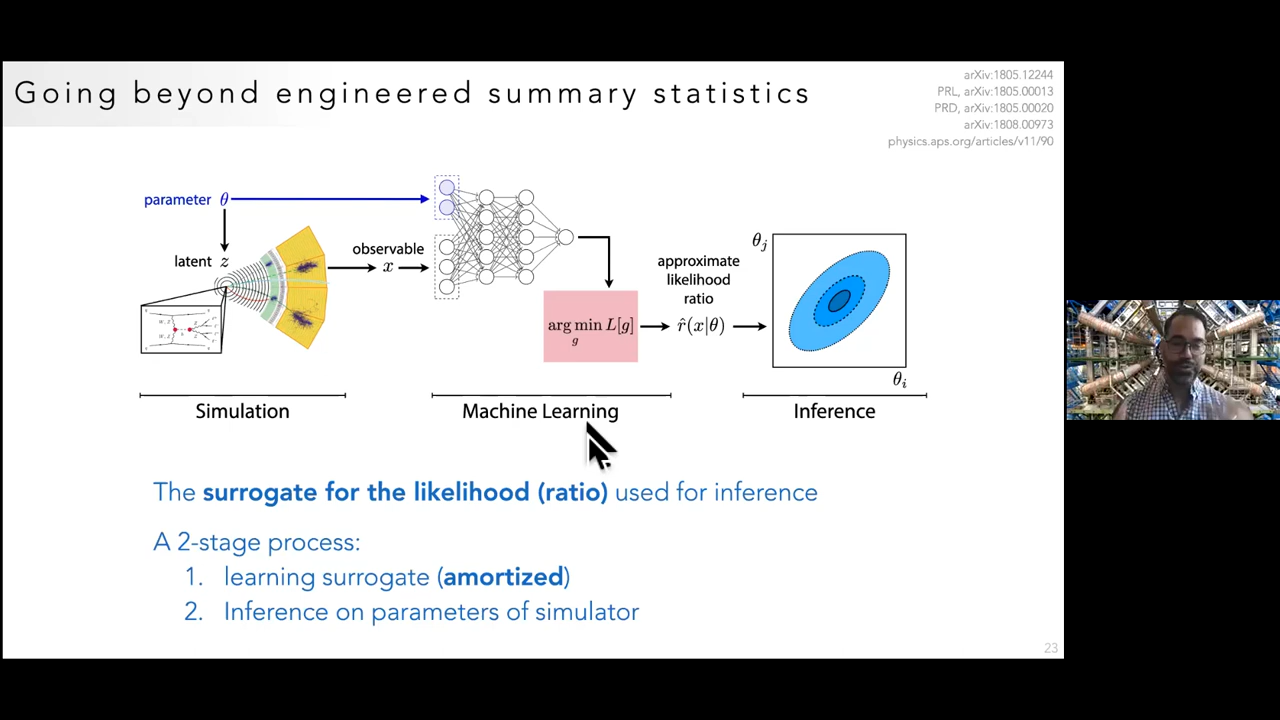 Going beyond engineered summary statistics
arXiv:1805.12244
PRL, arXiv:1805.00013
PRD, arXiv:1805.00020
arXiv:1808.00973
physics.aps.org/articles/v11/90
parameter θ
latent z
observable
x
arg min L[g]
g
approximate
likelihood
ratio
r̂(x|θ)
θj
θi
Simulation
Machine Learning
Inference
The surrogate for the likelihood (ratio) used for inference
A 2-stage process:
1. learning surrogate (amortized)
2. Inference on parameters of simulator
23